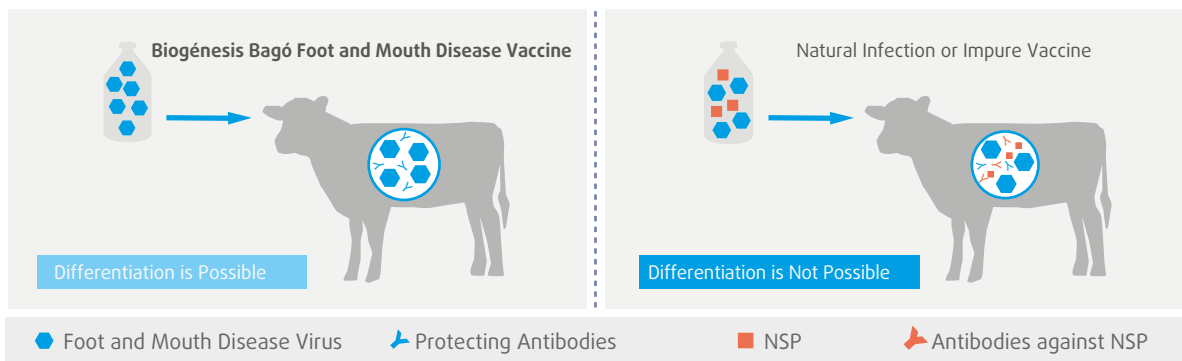 Biogénesis Bagó Foot and Mouth Disease Vaccine
Differentiation is Possible
Natural Infection or Impure Vaccine
Differentiation is Not Possible
Foot and Mouth Disease Virus
Protecting Antibodies
NSP
Antibodies against NSP